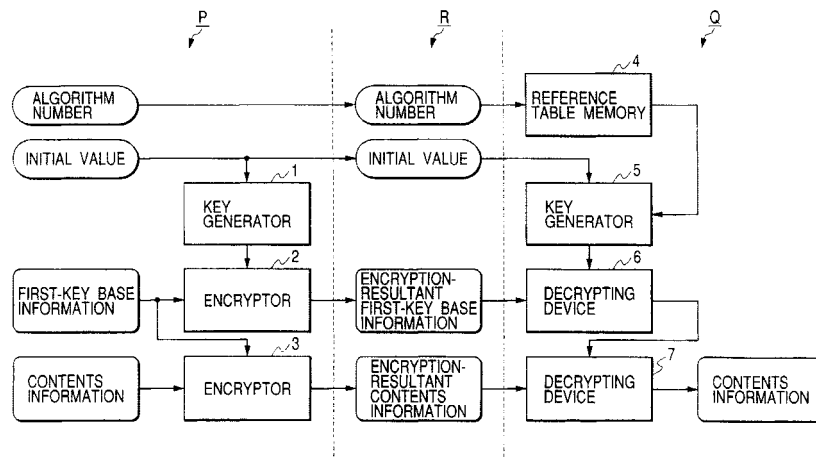 P
R
Q
ALGORITHM
NUMBER
ALGORITHM
NUMBER
4
REFERENCE
TABLE MEMORY
INITIAL VALUE
INITIAL VALUE
1
KEY
GENERATOR
5
KEY
GENERATOR
FIRST-KEY BASE
INFORMATION
2
ENCRYPTOR
ENCRYPTION-
RESULTANT
FIRST-KEY BASE
INFORMATION
6
DECRYPTING
DEVICE
CONTENTS
INFORMATION
3
ENCRYPTOR
ENCRYPTION-
RESULTANT
CONTENTS
INFORMATION
7
DECRYPTING
DEVICE
CONTENTS
INFORMATION